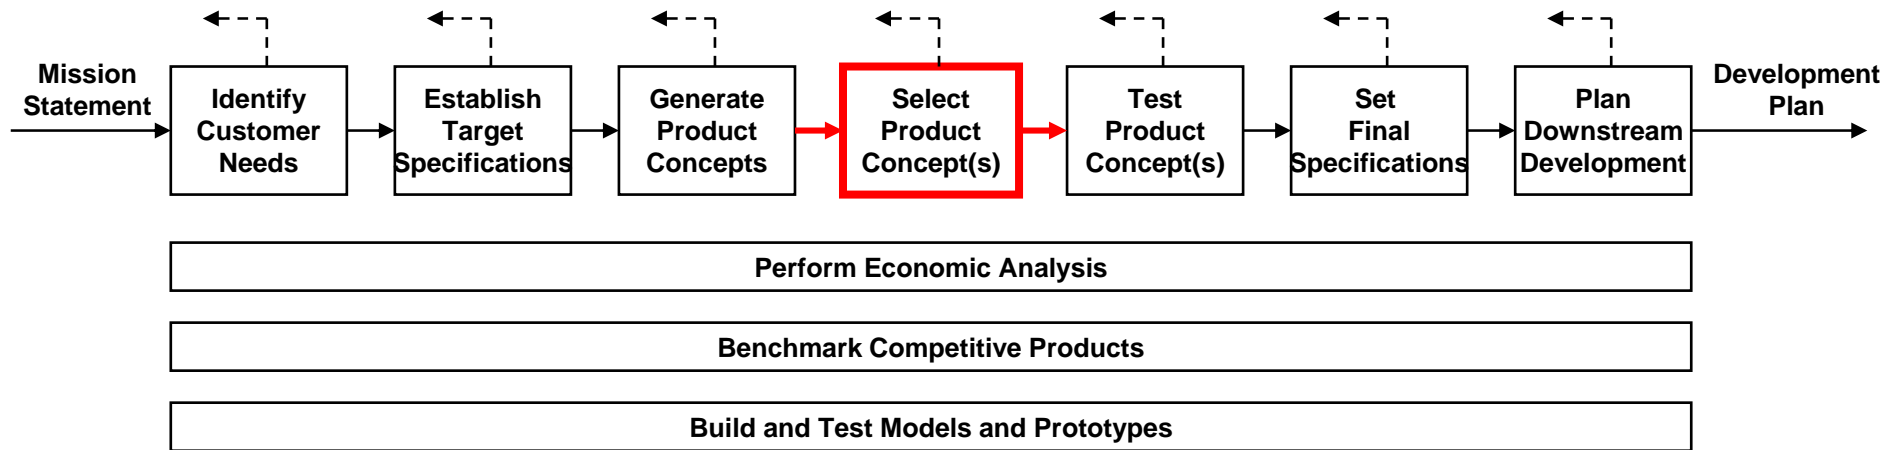 Mission
Statement
Identify
Customer
Needs
Establish
Target
Specifications
Generate
Product
Concepts
Select
Product
Concept(s)
Test
Product
Concept(s)
Set
Final
Specifications
Plan
Downstream
Development
Development
Plan
Perform Economic Analysis
Benchmark Competitive Products
Build and Test Models and Prototypes